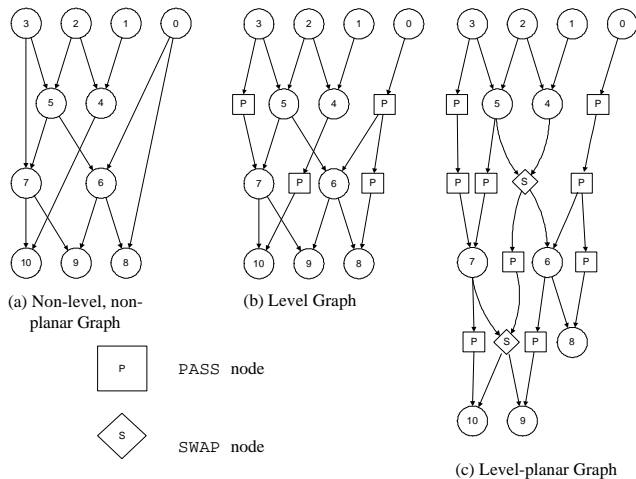 3 2 1 0
5 4
7 6
10 9 8
(a) Non-level, non-
planar Graph
3 2 1 0
P 5 4 P
7 P 6 P
10 9 8
(b) Level Graph
3 2 1 0
P 5 4 P
P P S P
7 P 6 P
P S P 8
10 9
(c) Level-planar Graph
P PASS node
S SWAP node